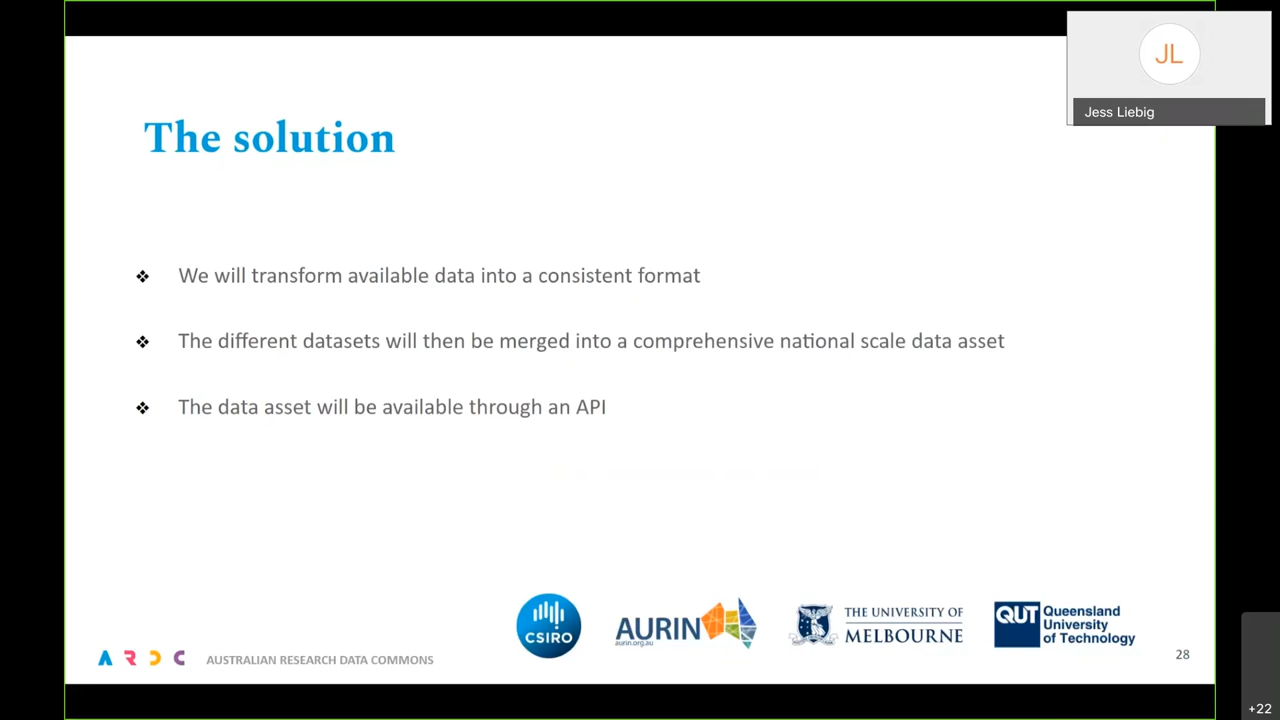 JL
Jess Liebig
The solution
❖ We will transform available data into a consistent format
❖ The different datasets will then be merged into a comprehensive national scale data asset
❖ The data asset will be available through an API
CSIRO
AURIN
aurin.org.au
THE UNIVERSITY OF
MELBOURNE
QUT
Queensland
University
of Technology
ARDC
AUSTRALIAN RESEARCH DATA COMMONS
28
+22